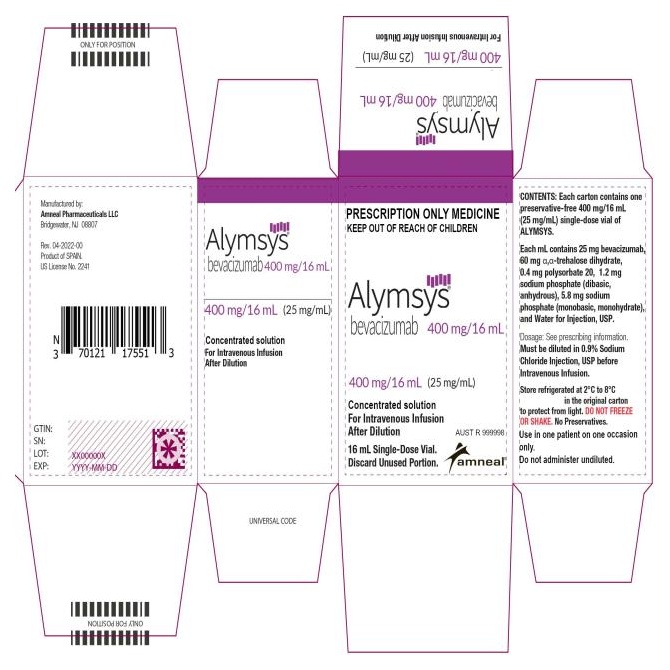 ONLY FOR POSITION
For Intravenous Infusion After Dilution
400 mg/16 mL (25 mg/mL)
bevacizumab 400 mg/16 mL
Alymsys
Manufactured by:
Amneal Pharmaceuticals LLC
Bridgewater, NJ 08807
Rev. 04-2022-00
Product of SPAIN.
US License No. 2241
N
3 70121 17551 3
GTIN:
SN:
LOT: XX00000X
EXP: YYYY-MM-DD
ONLY FOR POSITION
Alymsys®
bevacizumab 400 mg/16 mL
400 mg/16 mL (25 mg/mL)
Concentrated solution
For Intravenous Infusion
After Dilution
UNIVERSAL CODE
PRESCRIPTION ONLY MEDICINE
KEEP OUT OF REACH OF CHILDREN
Alymsys®
bevacizumab 400 mg/16 mL
400 mg/16 mL (25 mg/mL)
Concentrated solution
For Intravenous Infusion
After Dilution AUST R 999998
16 mL Single-Dose Vial.
Discard Unused Portion.
amneal®
CONTENTS: Each carton contains one
preservative-free 400 mg/16 mL
(25 mg/mL) single-dose vial of
ALYMSYS.
Each mL contains 25 mg bevacizumab,
60 mg α,α-trehalose dihydrate,
0.4 mg polysorbate 20, 1.2 mg
sodium phosphate (dibasic,
anhydrous), 5.8 mg sodium
phosphate (monobasic, monohydrate),
and Water for Injection, USP.
Dosage: See prescribing information.
Must be diluted in 0.9% Sodium
Chloride Injection, USP before
Intravenous Infusion.
Store refrigerated at 2°C to 8°C
in the original carton
to protect from light. DO NOT FREEZE
OR SHAKE. No Preservatives.
Use in one patient on one occasion
only.
Do not administer undiluted.